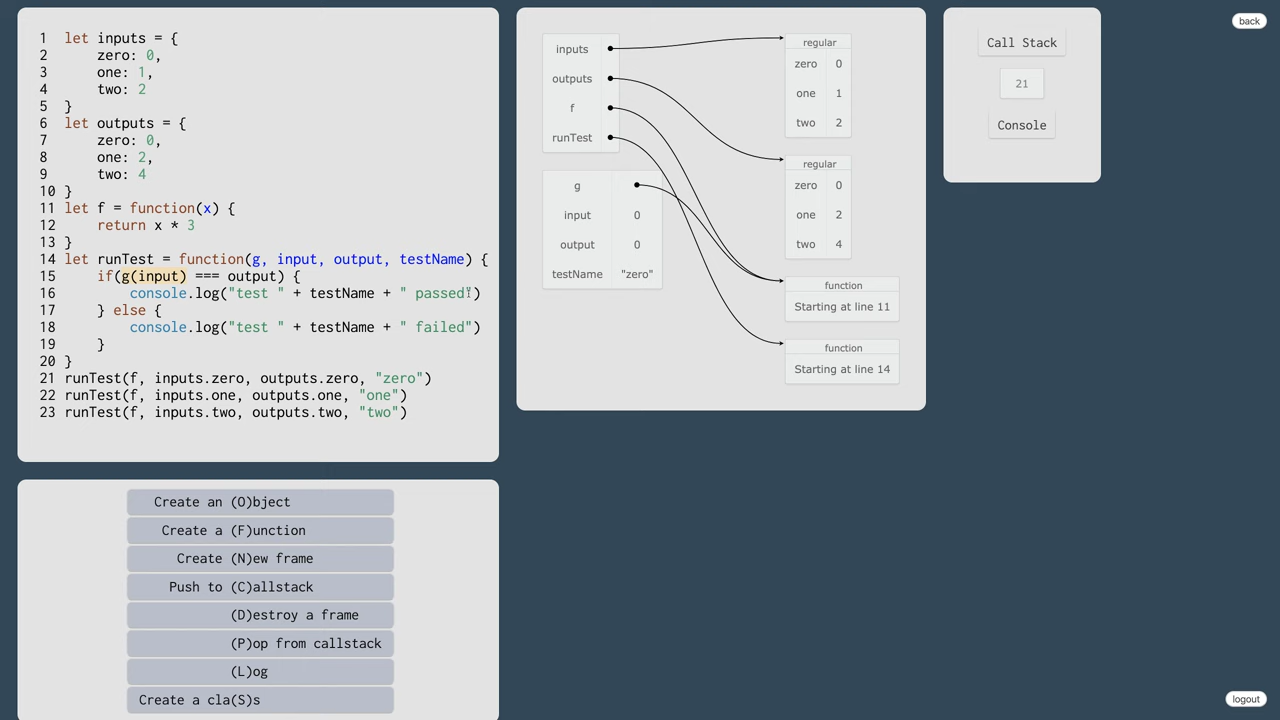 1 let inputs = {
2 zero: 0,
3 one: 1,
4 two: 2
5 }
6 let outputs = {
7 zero: 0,
8 one: 2,
9 two: 4
10 }
11 let f = function(x) {
12 return x * 3
13 }
14 let runTest = function(g, input, output, testName) {
15 if(g(input) === output) {
16 console.log("test " + testName + " passed")
17 } else {
18 console.log("test " + testName + " failed")
19 }
20 }
21 runTest(f, inputs.zero, outputs.zero, "zero")
22 runTest(f, inputs.one, outputs.one, "one")
23 runTest(f, inputs.two, outputs.two, "two")
Create an (O)bject
Create a (F)unction
Create (N)ew frame
Push to (C)allstack
(D)estroy a frame
(P)op from callstack
(L)og
Create a cla(S)s
inputs
outputs
f
runTest
g
input 0
output 0
testName "zero"
regular
zero 0
one 1
two 2
regular
zero 0
one 2
two 4
function
Starting at line 11
function
Starting at line 14
Call Stack
21
Console
back
logout